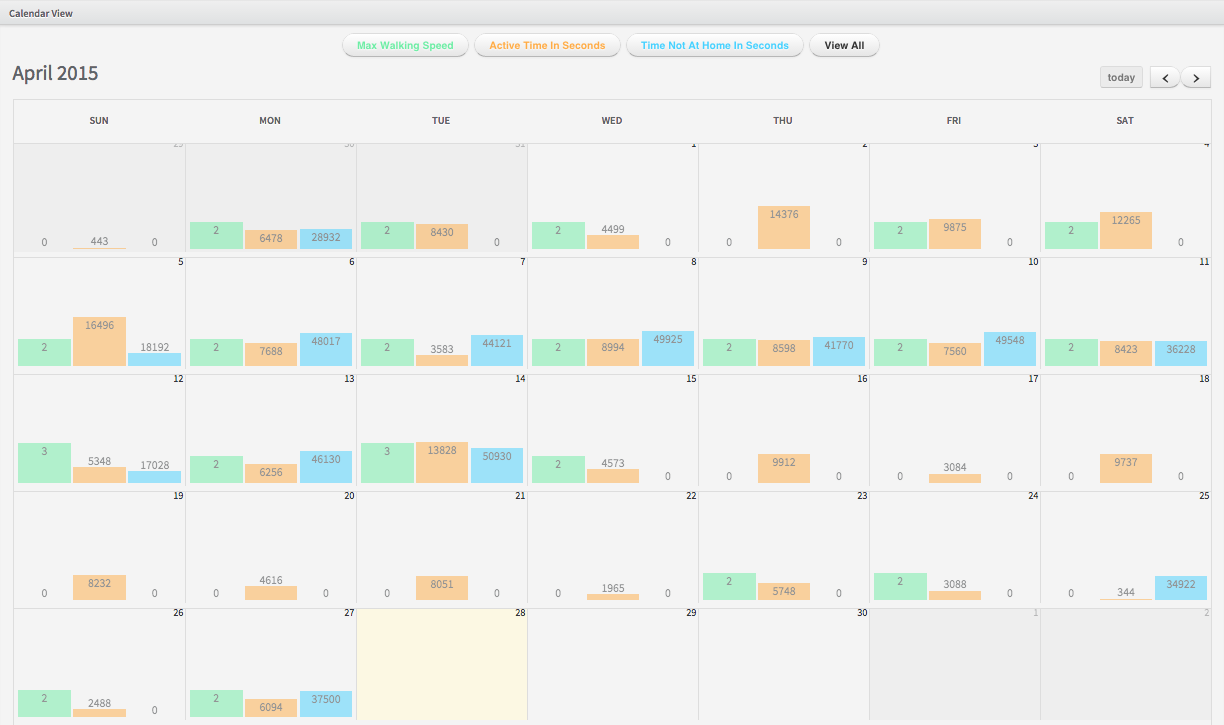 Calendar View
Max Walking Speed Active Time In Seconds Time Not At Home In Seconds View All
April 2015 today < >
SUN MON TUE WED THU FRI SAT
29 30 31 1 2 3 4
0 443 0 2 6478 28932 2 8430 0 2 4499 0 0 14376 0 2 9875 0 2 12265 0
5 6 7 8 9 10 11
2 16496 18192 2 7688 48017 2 3583 44121 2 8994 49925 2 8598 41770 2 7560 49548 2 8423 36228
12 13 14 15 16 17 18
3 5348 17028 2 6256 46130 3 13828 50930 2 4573 0 0 9912 0 0 3084 0 0 9737 0
19 20 21 22 23 24 25
0 8232 0 0 4616 0 0 8051 0 0 1965 0 2 5748 0 2 3088 0 0 344 34922
26 27 28 29 30 1 2
2 2488 0 2 6094 37500